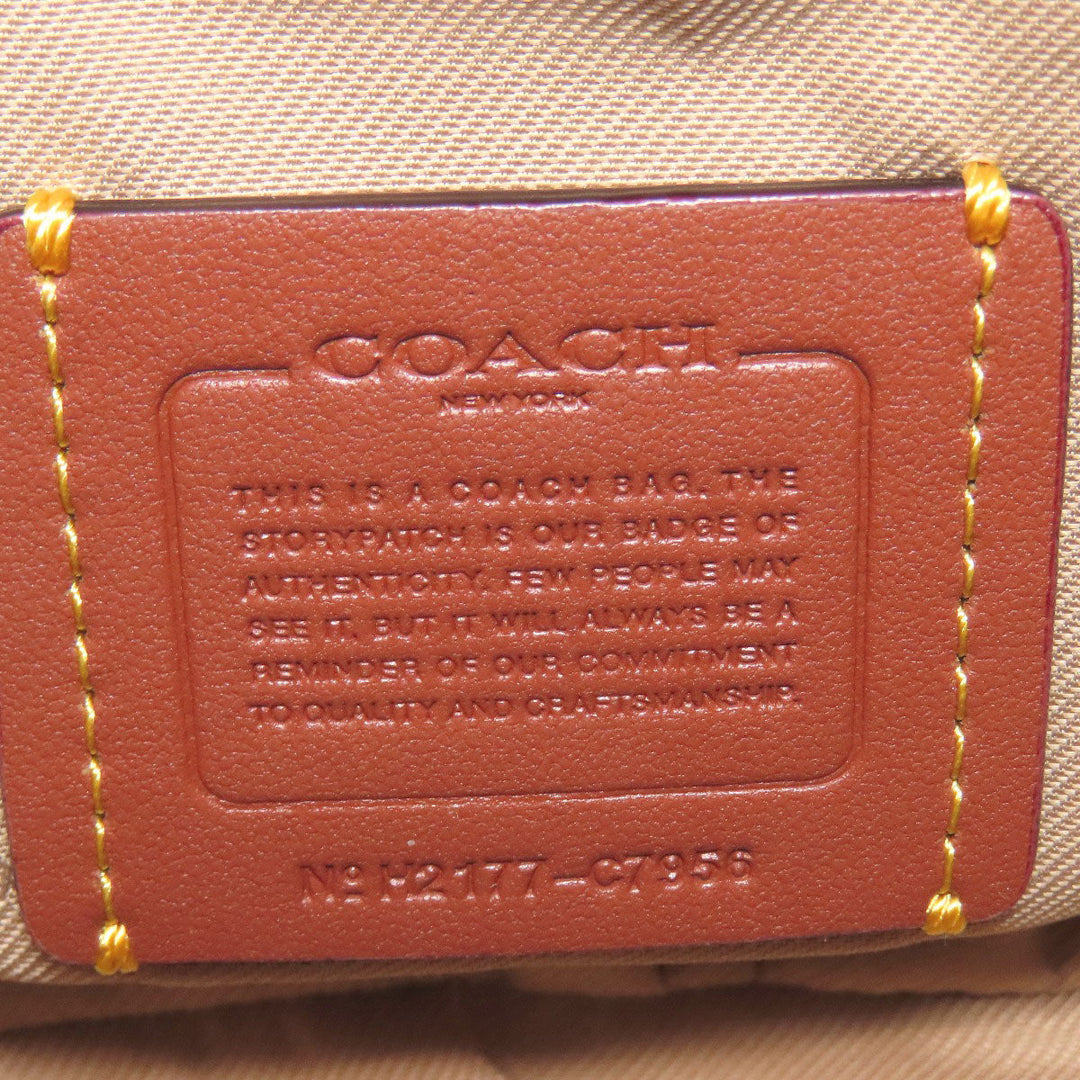 COACH
NEW YORK
THIS IS A COACH BAG. THE
STORYPATCH IS OUR BADGE OF
AUTHENTICITY. FEW PEOPLE MAY
SEE IT. BUT IT WILL ALWAYS BE A
REMINDER OF OUR COMMITMENT
TO QUALITY AND CRAFTSMANSHIP.
Nº H2177-C7956